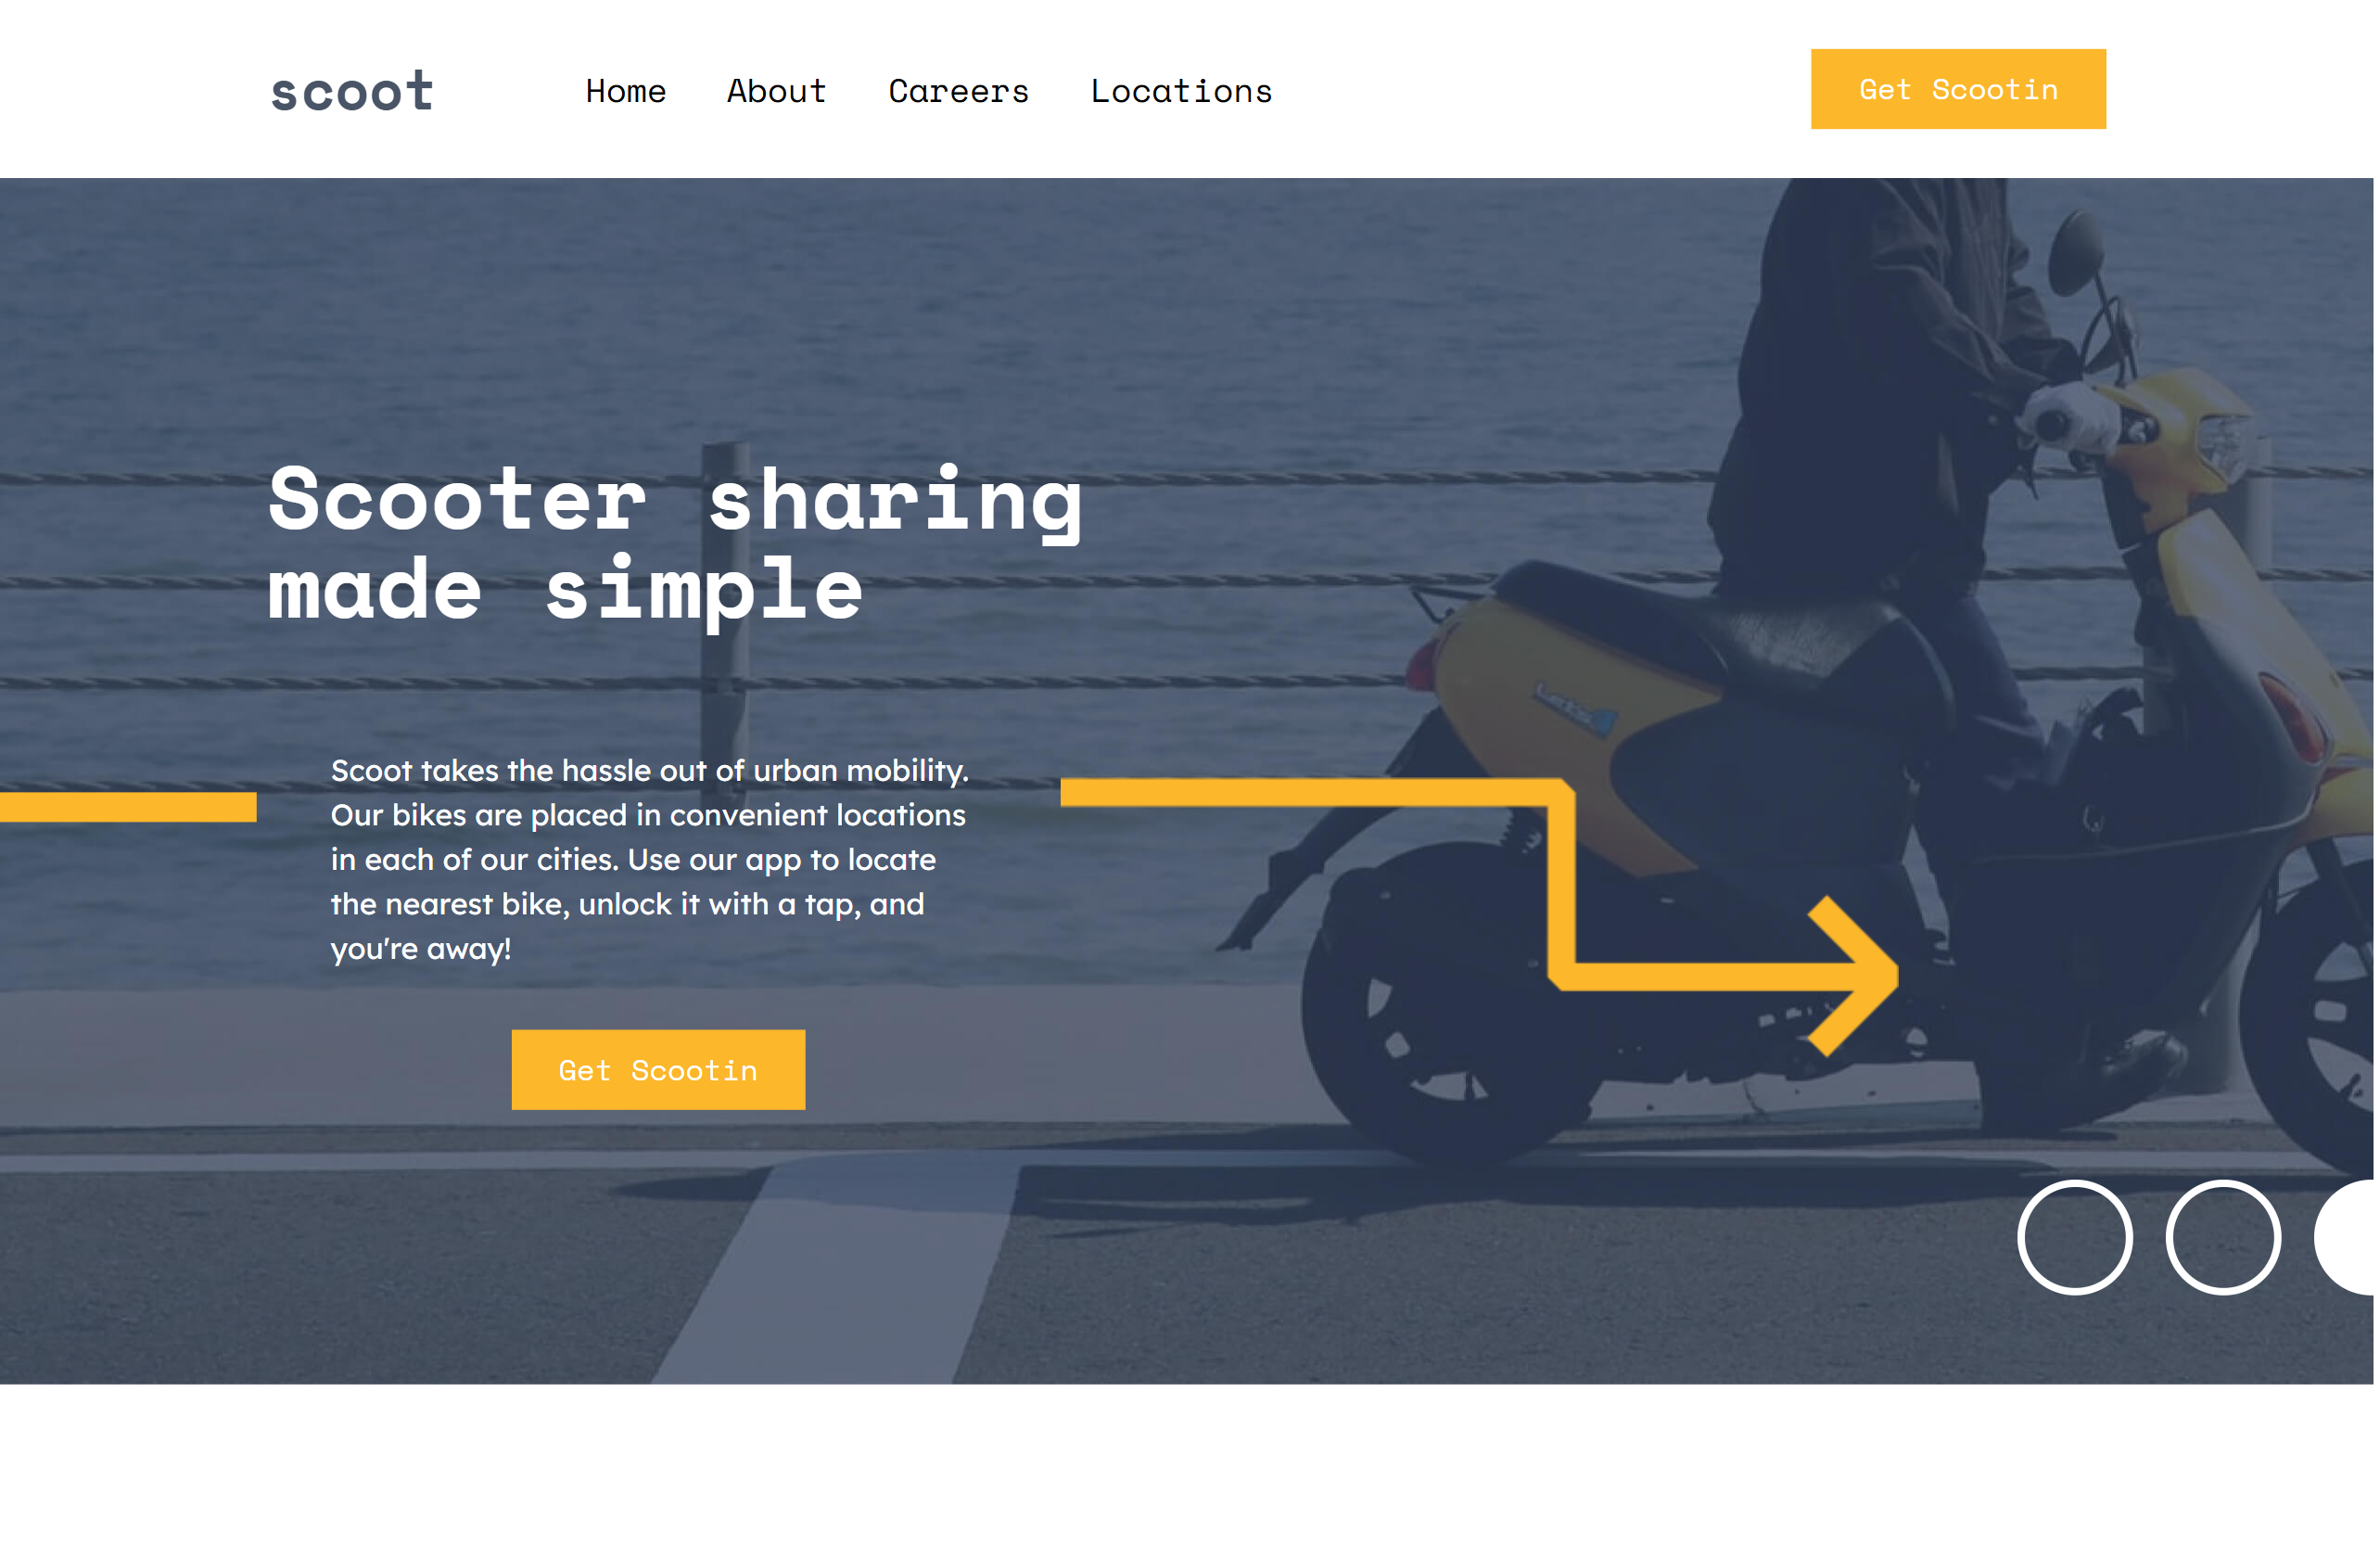 scoot
Home About Careers Locations
Get Scootin
Scooter sharing
made simple
Scoot takes the hassle out of urban mobility.
Our bikes are placed in convenient locations
in each of our cities. Use our app to locate
the nearest bike, unlock it with a tap, and
you're away!
Get Scootin